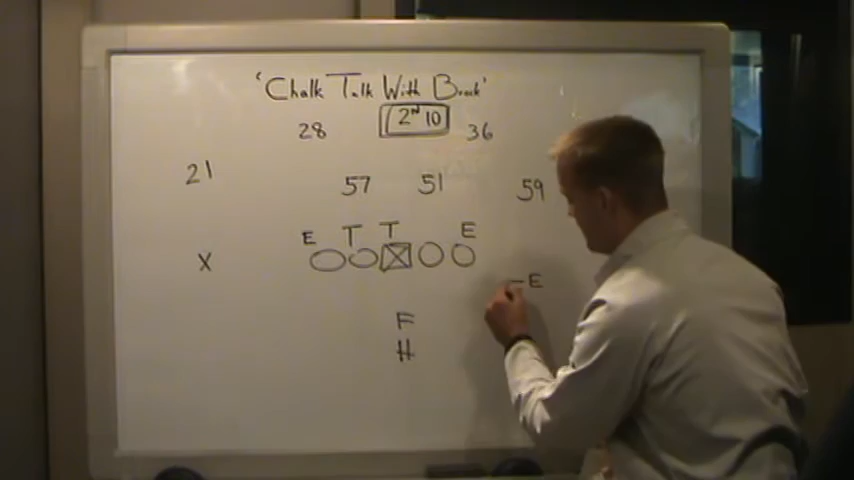 'Chalk Talk With Brock'
2ND 10
28 36
21
57 51 59
E T T E
X
E
F
H